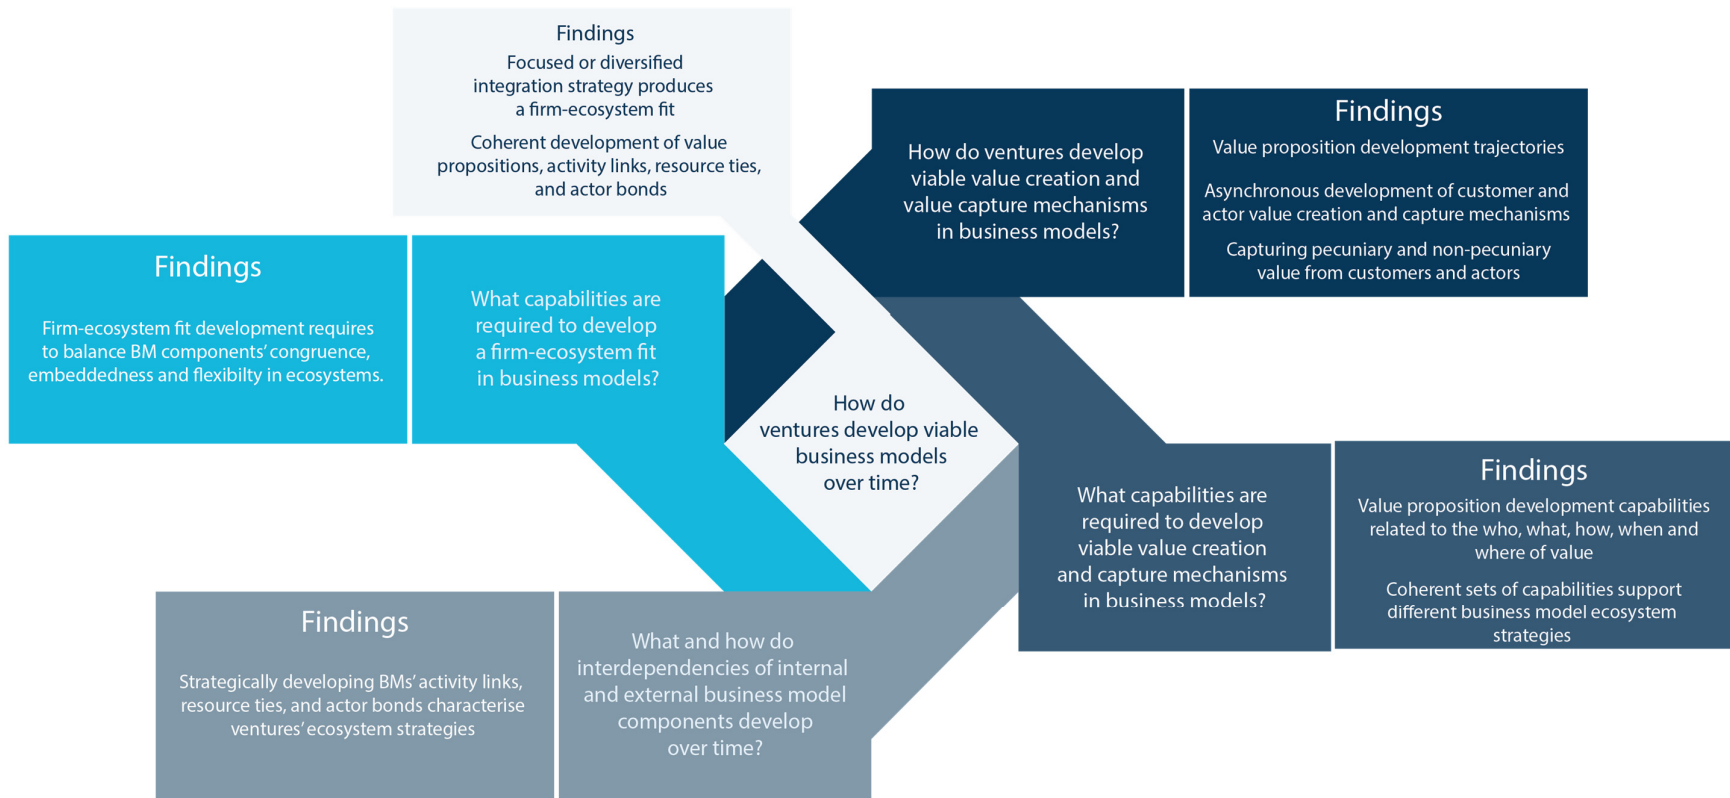 Findings
Focused or diversified
integration strategy produces
a firm-ecosystem fit
Coherent development of value
propositions, activity links, resource ties,
and actor bonds
How do ventures develop
viable value creation and
value capture mechanisms
in business models?
Findings
Value proposition development trajectories
Asynchronous development of customer and
actor value creation and capture mechanisms
Capturing pecuniary and non-pecuniary
value from customers and actors
Findings
Firm-ecosystem fit development requires
to balance BM components’ congruence,
embeddedness and flexibilty in ecosystems.
What capabilities are
required to develop
a firm-ecosystem fit
in business models?
How do
ventures develop viable
business models
over time?
What capabilities are
required to develop
viable value creation
and capture mechanisms
in business models?
Findings
Value proposition development capabilities
related to the who, what, how, when and
where of value
Coherent sets of capabilities support
different business model ecosystem
strategies
Findings
Strategically developing BMs’ activity links,
resource ties, and actor bonds characterise
ventures’ ecosystem strategies
What and how do
interdependencies of internal
and external business model
components develop
over time?